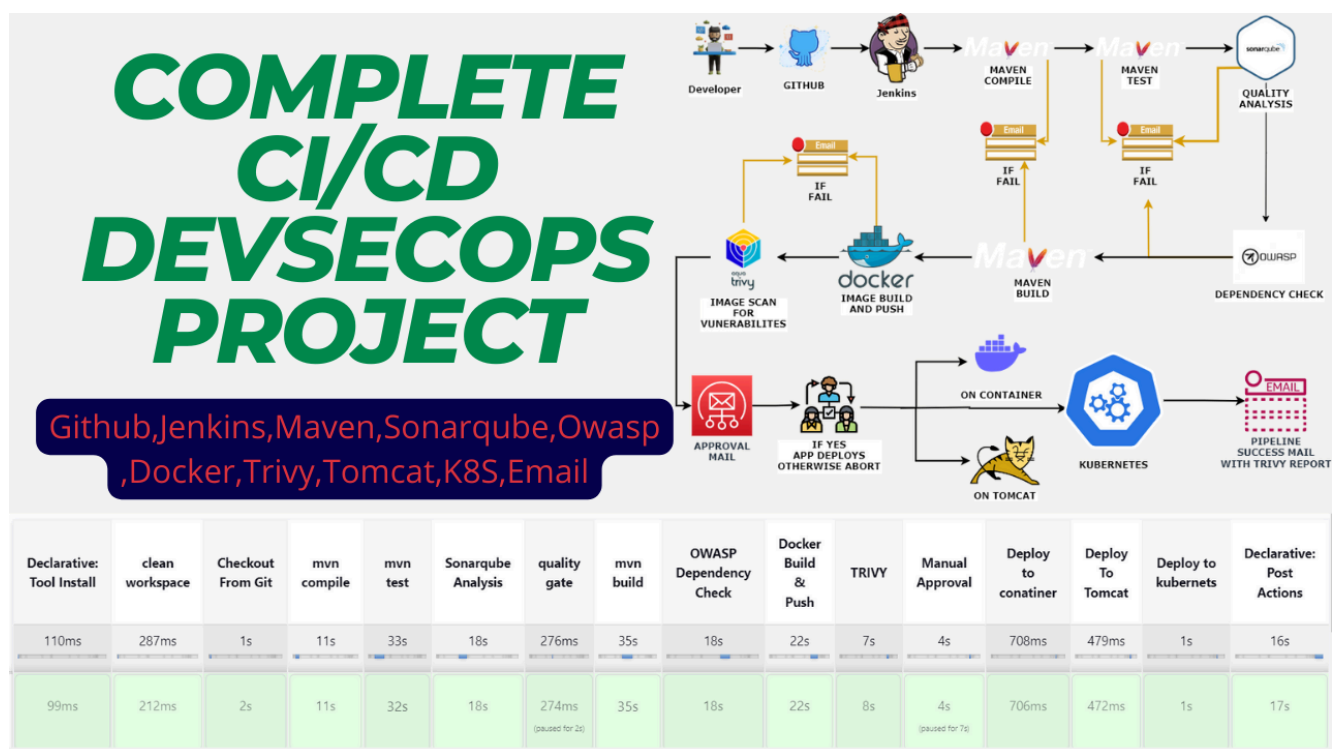 COMPLETE
CI/CD
DEVSECOPS
PROJECT
Github,Jenkins,Maven,Sonarqube,Owasp
,Docker,Trivy,Tomcat,K8S,Email
Developer
GITHUB
Jenkins
Maven
MAVEN
COMPILE
Maven
MAVEN
TEST
sonarqube
QUALITY
ANALYSIS
Email
IF
FAIL
Email
IF
FAIL
Email
IF
FAIL
aqua
trivy
IMAGE SCAN
FOR
VUNERABILITES
docker
IMAGE BUILD
AND PUSH
Maven
MAVEN
BUILD
OWASP
DEPENDENCY CHECK
APPROVAL
MAIL
IF YES
APP DEPLOYS
OTHERWISE ABORT
ON CONTAINER
ON TOMCAT
KUBERNETES
EMAIL
PIPELINE
SUCCESS MAIL
WITH TRIVY REPORT
Declarative:
Tool Install
clean
workspace
Checkout
From Git
mvn
compile
mvn
test
Sonarqube
Analysis
quality
gate
mvn
build
OWASP
Dependency
Check
Docker
Build
&
Push
TRIVY
Manual
Approval
Deploy
to
conatiner
Deploy
To
Tomcat
Deploy to
kubernets
Declarative:
Post
Actions
110ms 287ms 1s 11s 33s 18s 276ms 35s 18s 22s 7s 4s 708ms 479ms 1s 16s
99ms 212ms 2s 11s 32s 18s 274ms 35s 18s 22s 8s 4s 706ms 472ms 1s 17s
(paused for 2s) (paused for 7s)